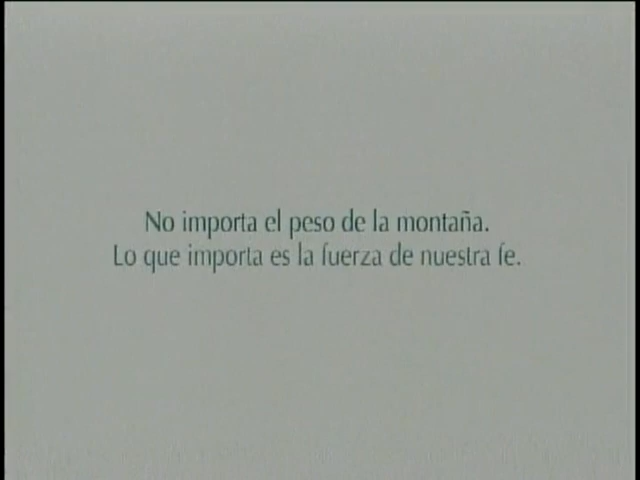 No importa el peso de la montaña.
Lo que importa es la fuerza de nuestra fe.